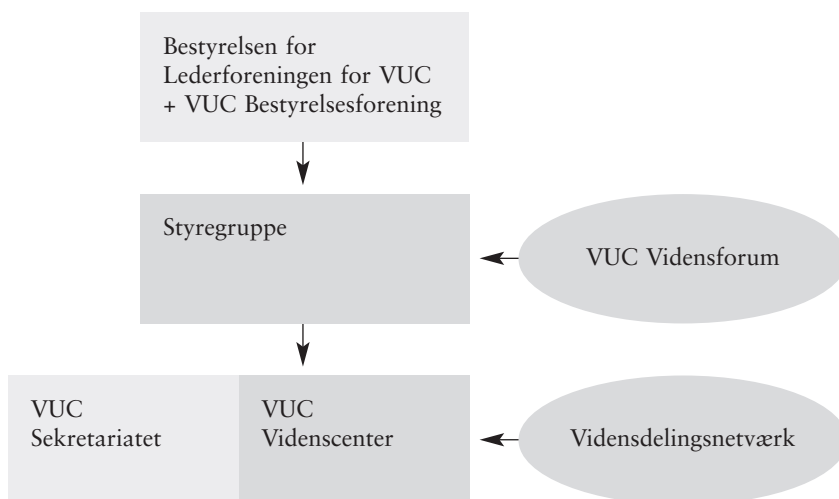 Bestyrelsen for
Lederforeningen for VUC
+ VUC Bestyrelsesforening
Styregruppe
VUC Vidensforum
VUC
Sekretariatet
VUC
Videnscenter
Vidensdelingsnetværk